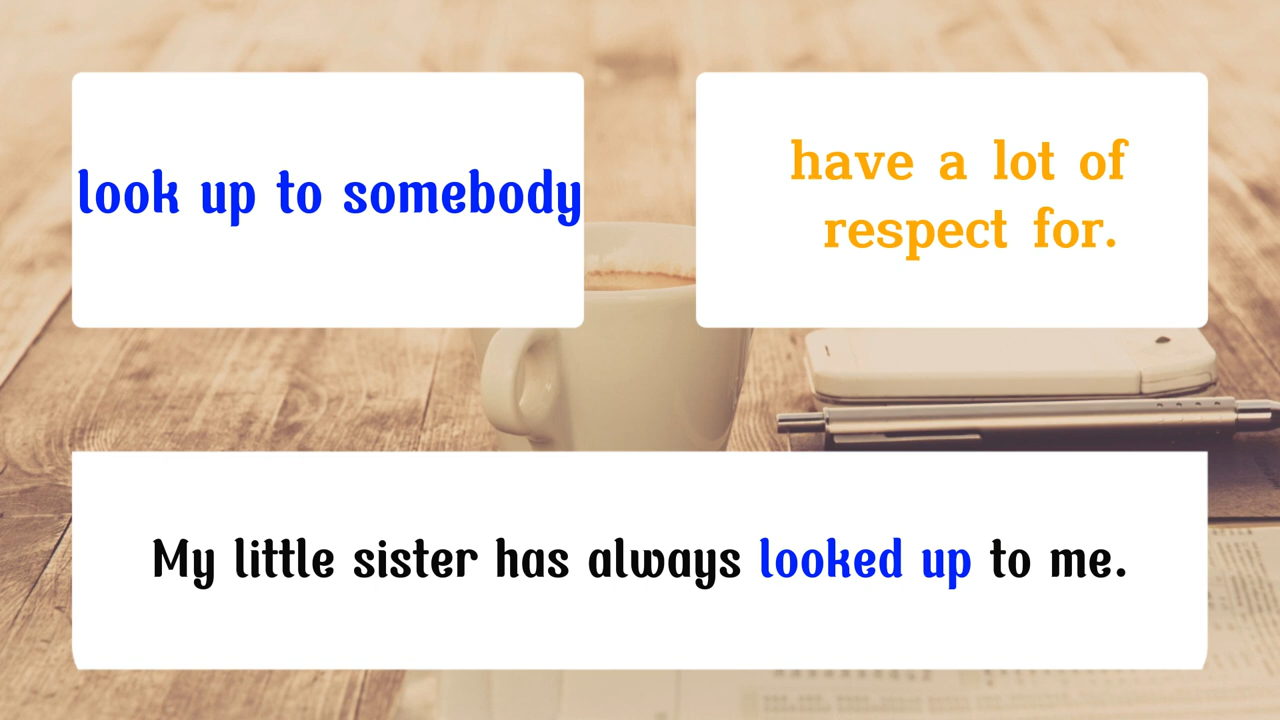 look up to somebody
have a lot of
respect for.
My little sister has always looked up to me.